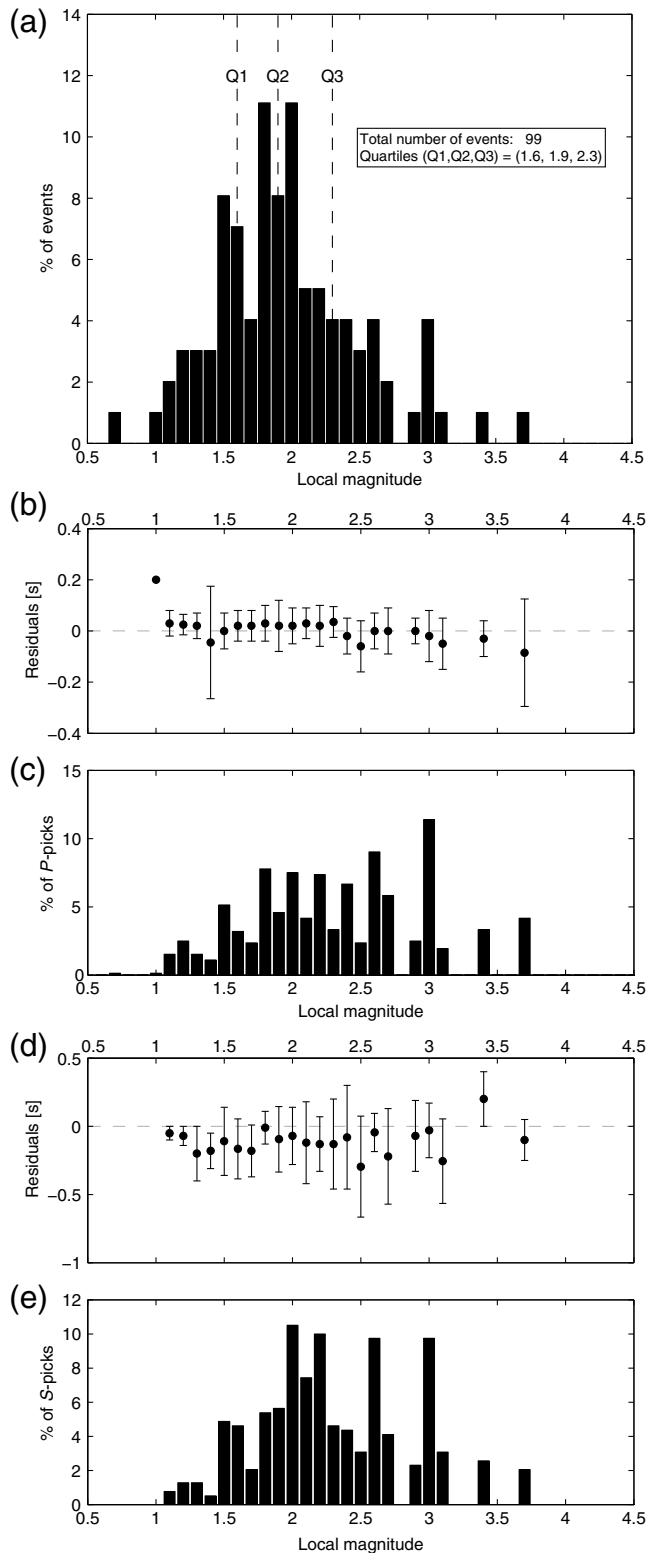 (a)
14
12
10
8
6
4
2
0
% of events
Q1 Q2 Q3
Total number of events: 99
Quartiles (Q1,Q2,Q3) = (1.6, 1.9, 2.3)
0.5 1 1.5 2 2.5 3 3.5 4 4.5
Local magnitude
(b)
0.5 1 1.5 2 2.5 3 3.5 4 4.5
0.4
0.2
0
−0.2
−0.4
Residuals [s]
(c)
15
10
5
0
% of P-picks
0.5 1 1.5 2 2.5 3 3.5 4 4.5
Local magnitude
(d)
0.5 1 1.5 2 2.5 3 3.5 4 4.5
0.5
0
−0.5
−1
Residuals [s]
(e)
12
10
8
6
4
2
0
% of S-picks
0.5 1 1.5 2 2.5 3 3.5 4 4.5
Local magnitude